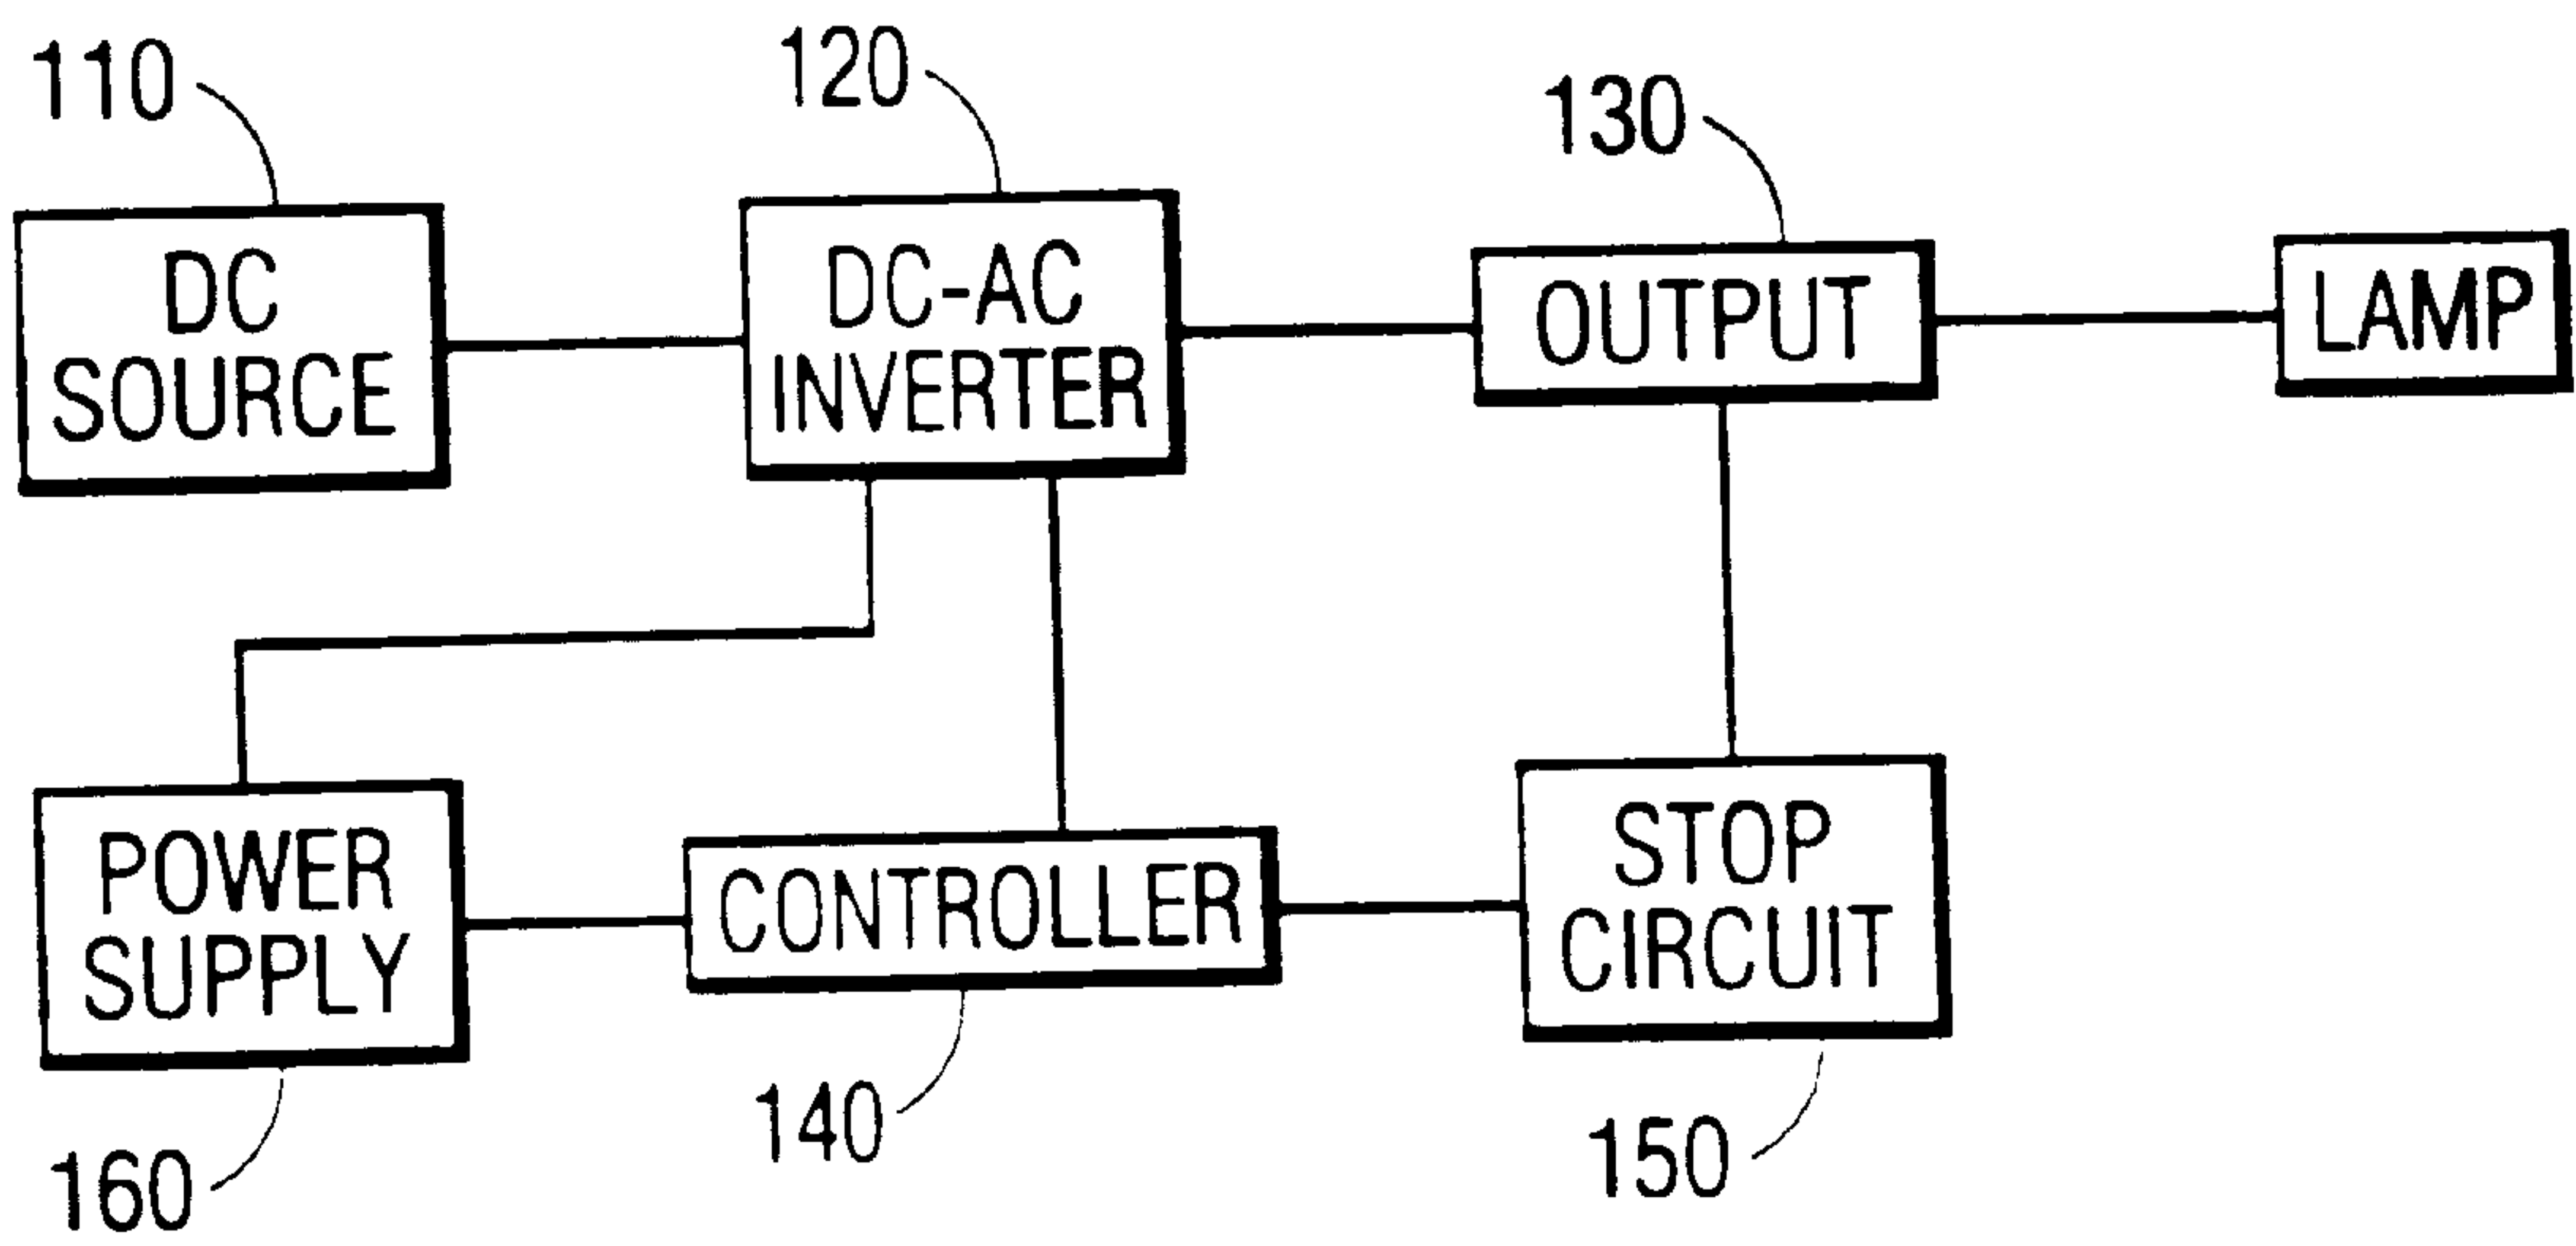 110
120
130
DC
SOURCE
DC-AC
INVERTER
OUTPUT
LAMP
POWER
SUPPLY
CONTROLLER
STOP
CIRCUIT
160
140
150